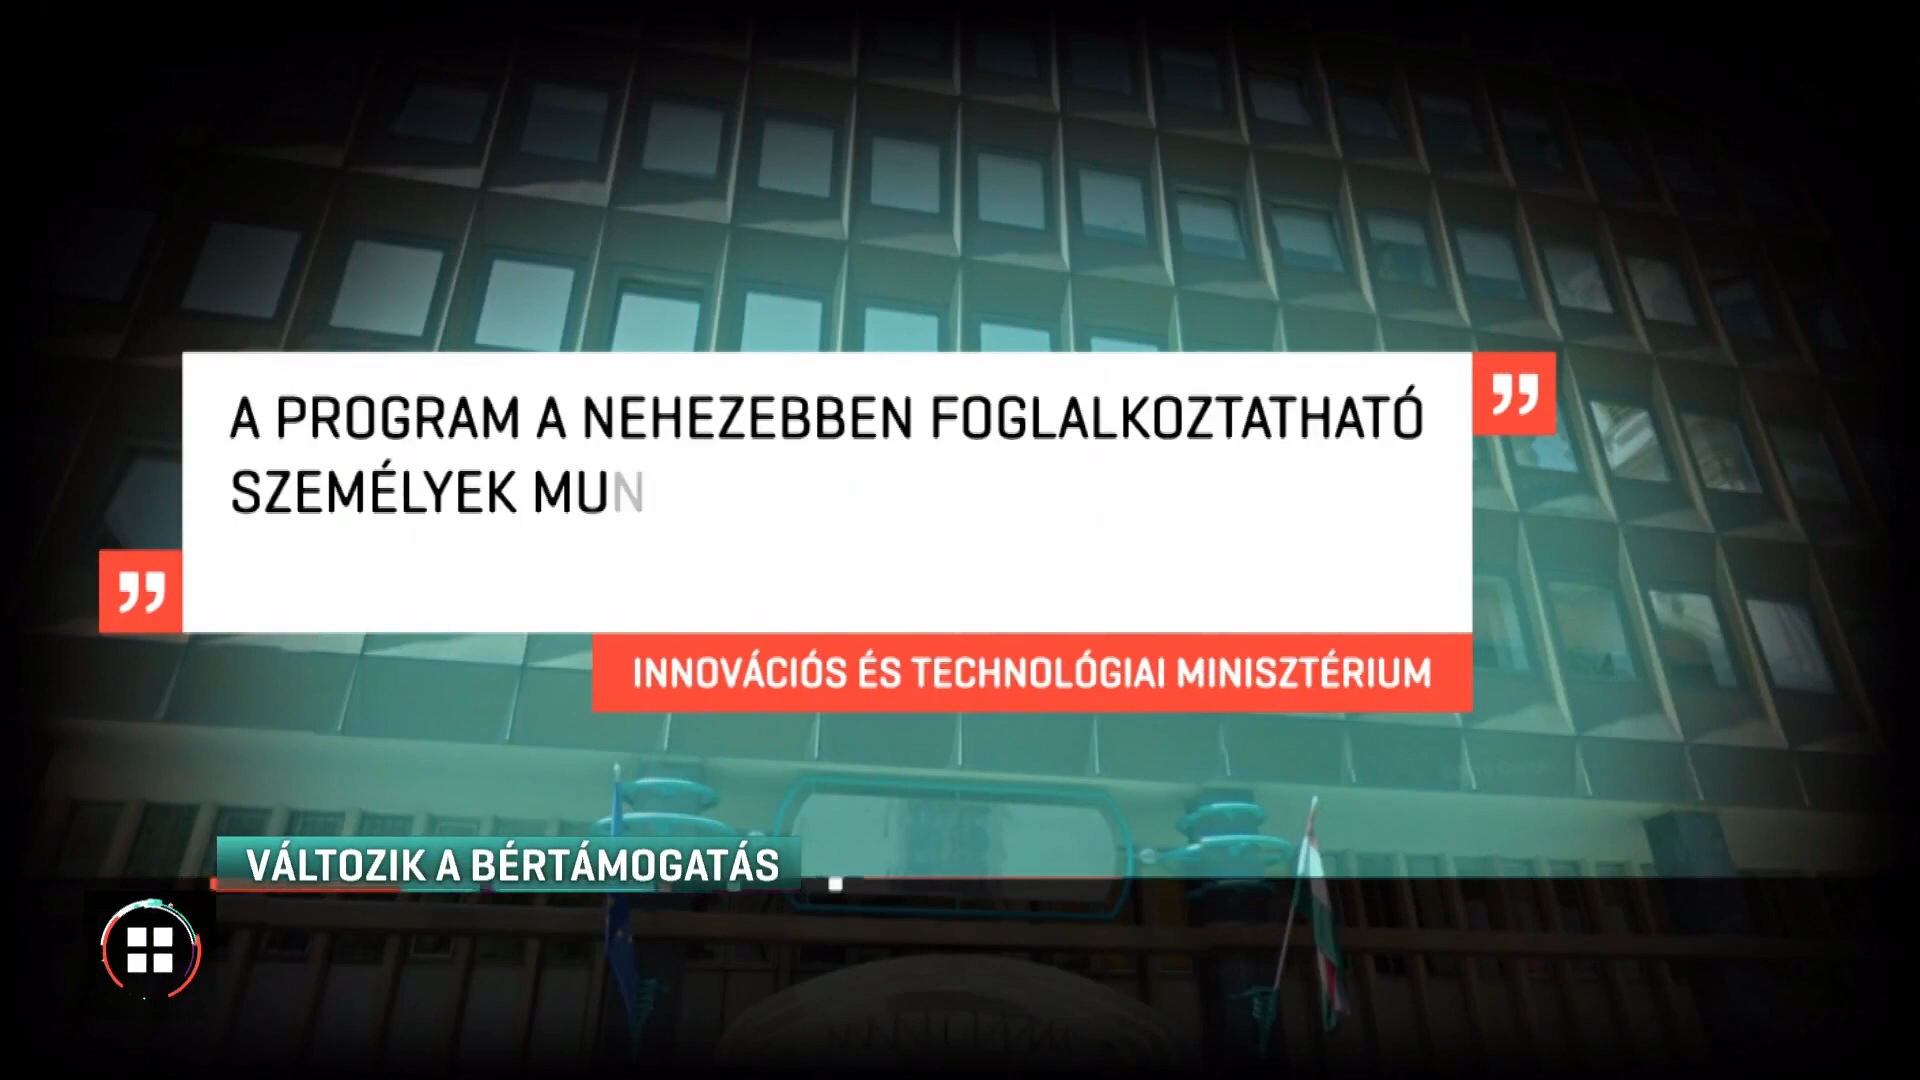 A PROGRAM A NEHEZEBBEN FOGLALKOZTATHATÓ
SZEMÉLYEK MUN
INNOVÁCIÓS ÉS TECHNOLÓGIAI MINISZTÉRIUM
VÁLTOZIK A BÉRTÁMOGATÁS